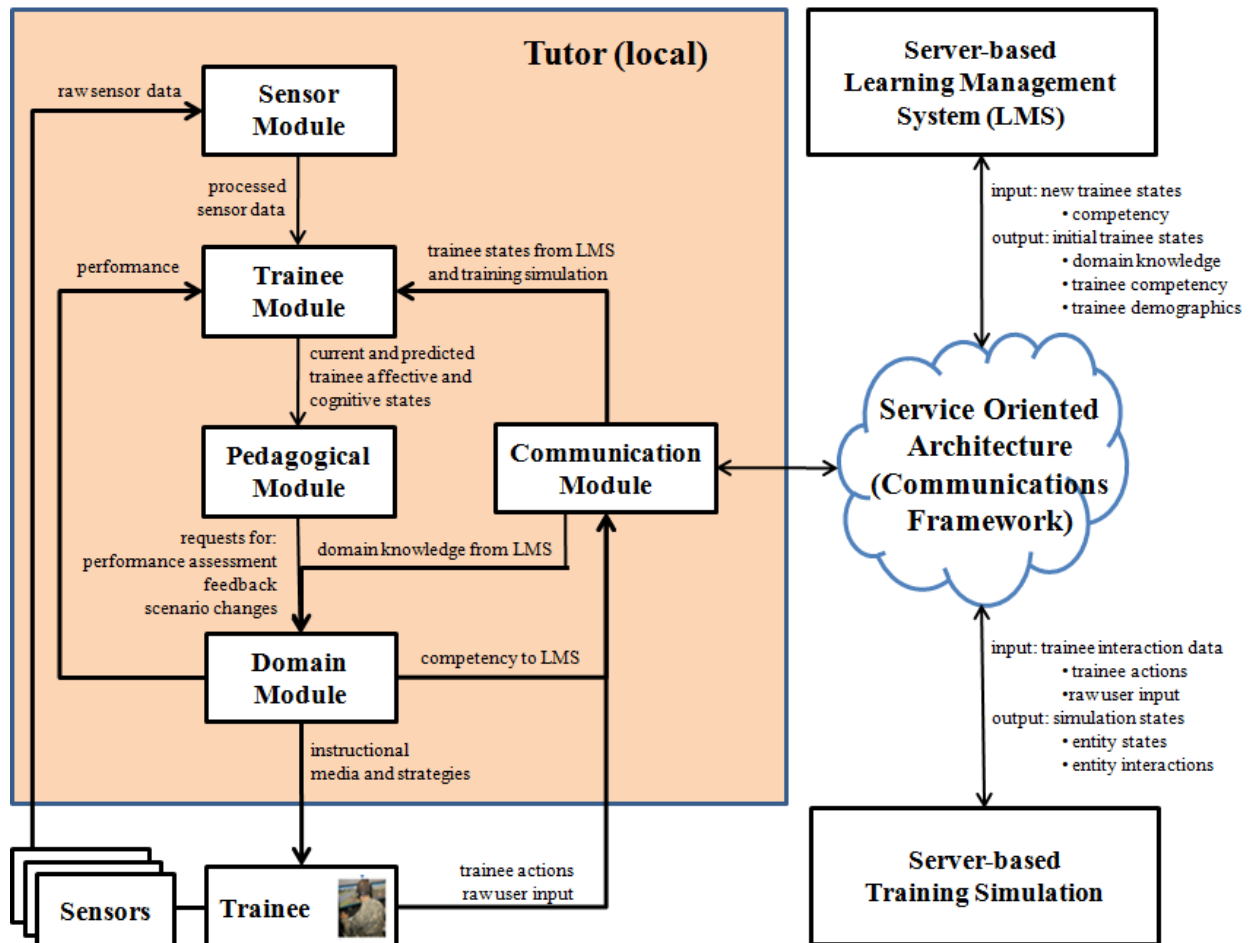 Tutor (local)
raw sensor data
Sensor
Module
processed
sensor data
performance
Trainee
Module
trainee states from LMS
and training simulation
current and predicted
trainee affective and
cognitive states
Pedagogical
Module
Communication
Module
requests for:
performance assessment
feedback
scenario changes
domain knowledge from LMS
Domain
Module
competency to LMS
instructional
media and strategies
Sensors
Trainee
trainee actions
raw user input
Server-based
Learning Management
System (LMS)
input: new trainee states
• competency
output: initial trainee states
• domain knowledge
• trainee competency
• trainee demographics
Service Oriented
Architecture
(Communications
Framework)
input: trainee interaction data
• trainee actions
•raw user input
output: simulation states
• entity states
• entity interactions
Server-based
Training Simulation